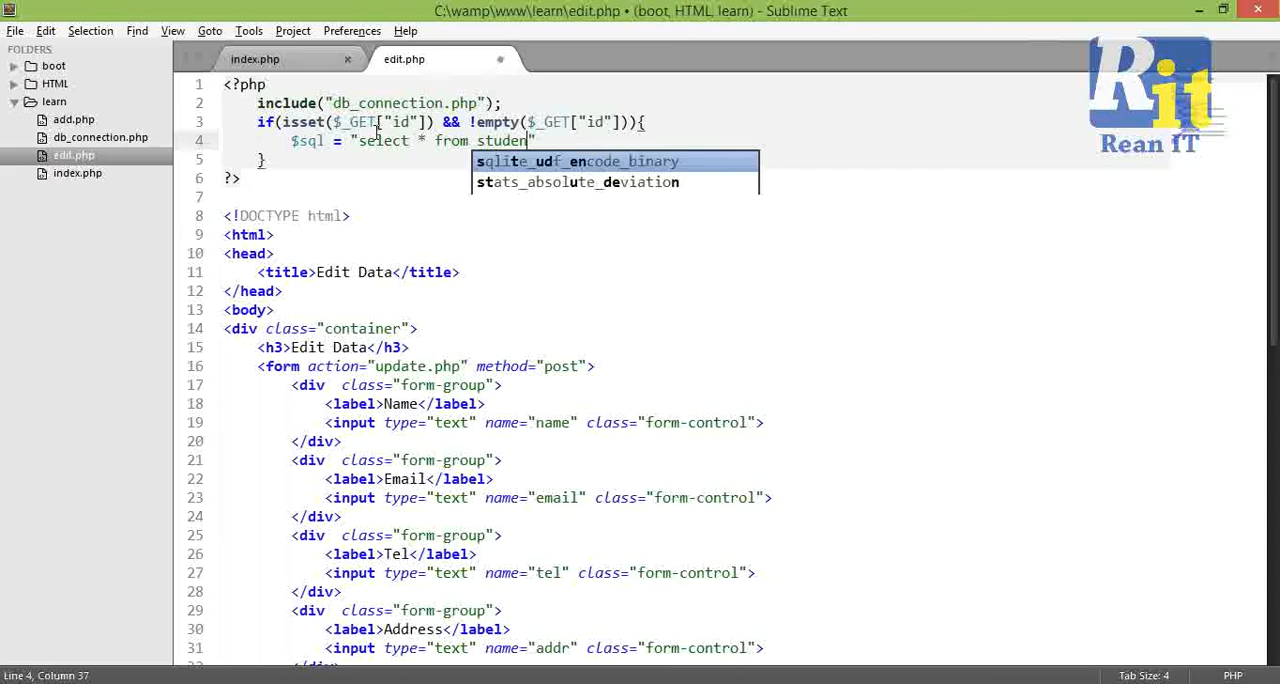 C:\wamp\www\learn\edit.php • (boot, HTML, learn) - Sublime Text
File Edit Selection Find View Goto Tools Project Preferences Help
FOLDERS
boot
HTML
learn
add.php
db_connection.php
edit.php
index.php
index.php
edit.php
Rit
Rean IT
1 <?php
2 include("db_connection.php");
3 if(isset($_GET["id"]) && !empty($_GET["id"])){
4 $sql = "select * from studen"
sqlite_udf_encode_binary
stats_absolute_deviation
5 }
6 ?>
7
8 <!DOCTYPE html>
9 <html>
10 <head>
11 <title>Edit Data</title>
12 </head>
13 <body>
14 <div class="container">
15 <h3>Edit Data</h3>
16 <form action="update.php" method="post">
17 <div  class="form-group">
18 <label>Name</label>
19 <input type="text" name="name" class="form-control">
20 </div>
21 <div  class="form-group">
22 <label>Email</label>
23 <input type="text" name="email" class="form-control">
24 </div>
25 <div  class="form-group">
26 <label>Tel</label>
27 <input type="text" name="tel" class="form-control">
28 </div>
29 <div  class="form-group">
30 <label>Address</label>
31 <input type="text" name="addr" class="form-control">
</div>
Line 4, Column 37
Tab Size: 4
PHP